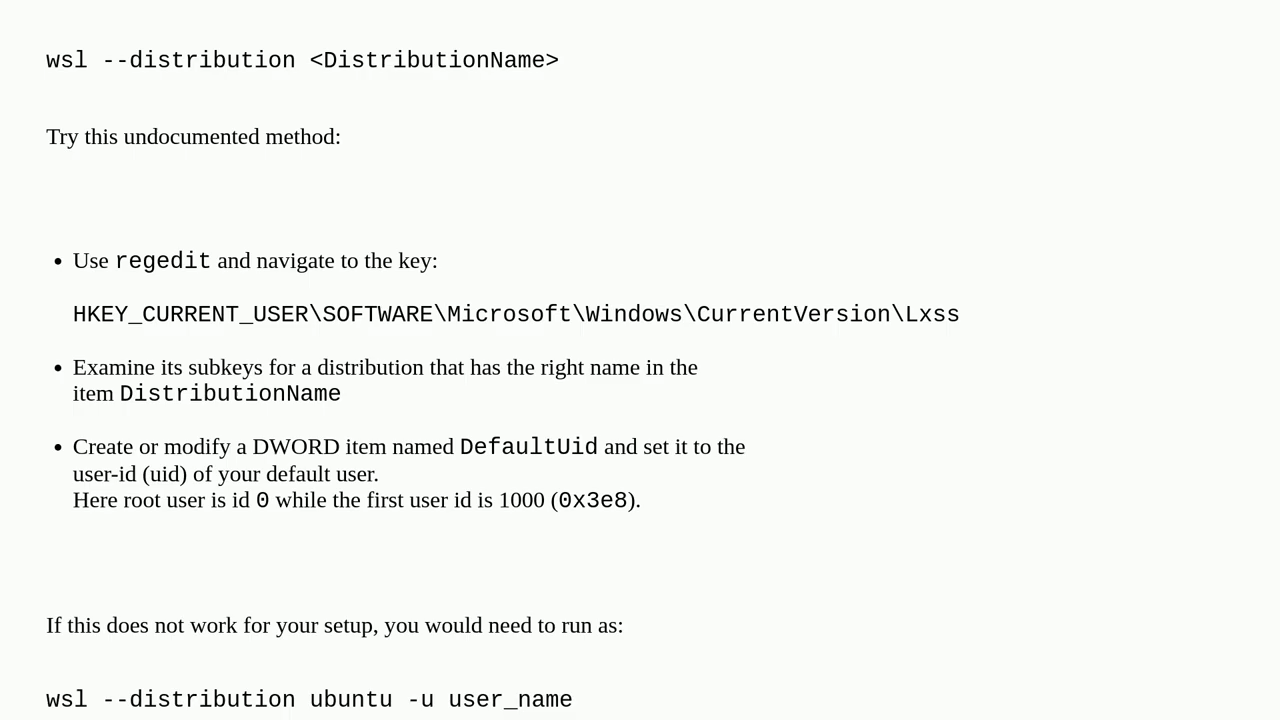 wsl --distribution <DistributionName>
Try this undocumented method:
• Use regedit and navigate to the key:
HKEY_CURRENT_USER\SOFTWARE\Microsoft\Windows\CurrentVersion\Lxss
• Examine its subkeys for a distribution that has the right name in the
item DistributionName
• Create or modify a DWORD item named DefaultUid and set it to the
user-id (uid) of your default user.
Here root user is id 0 while the first user id is 1000 (0x3e8).
If this does not work for your setup, you would need to run as:
wsl --distribution ubuntu -u user_name